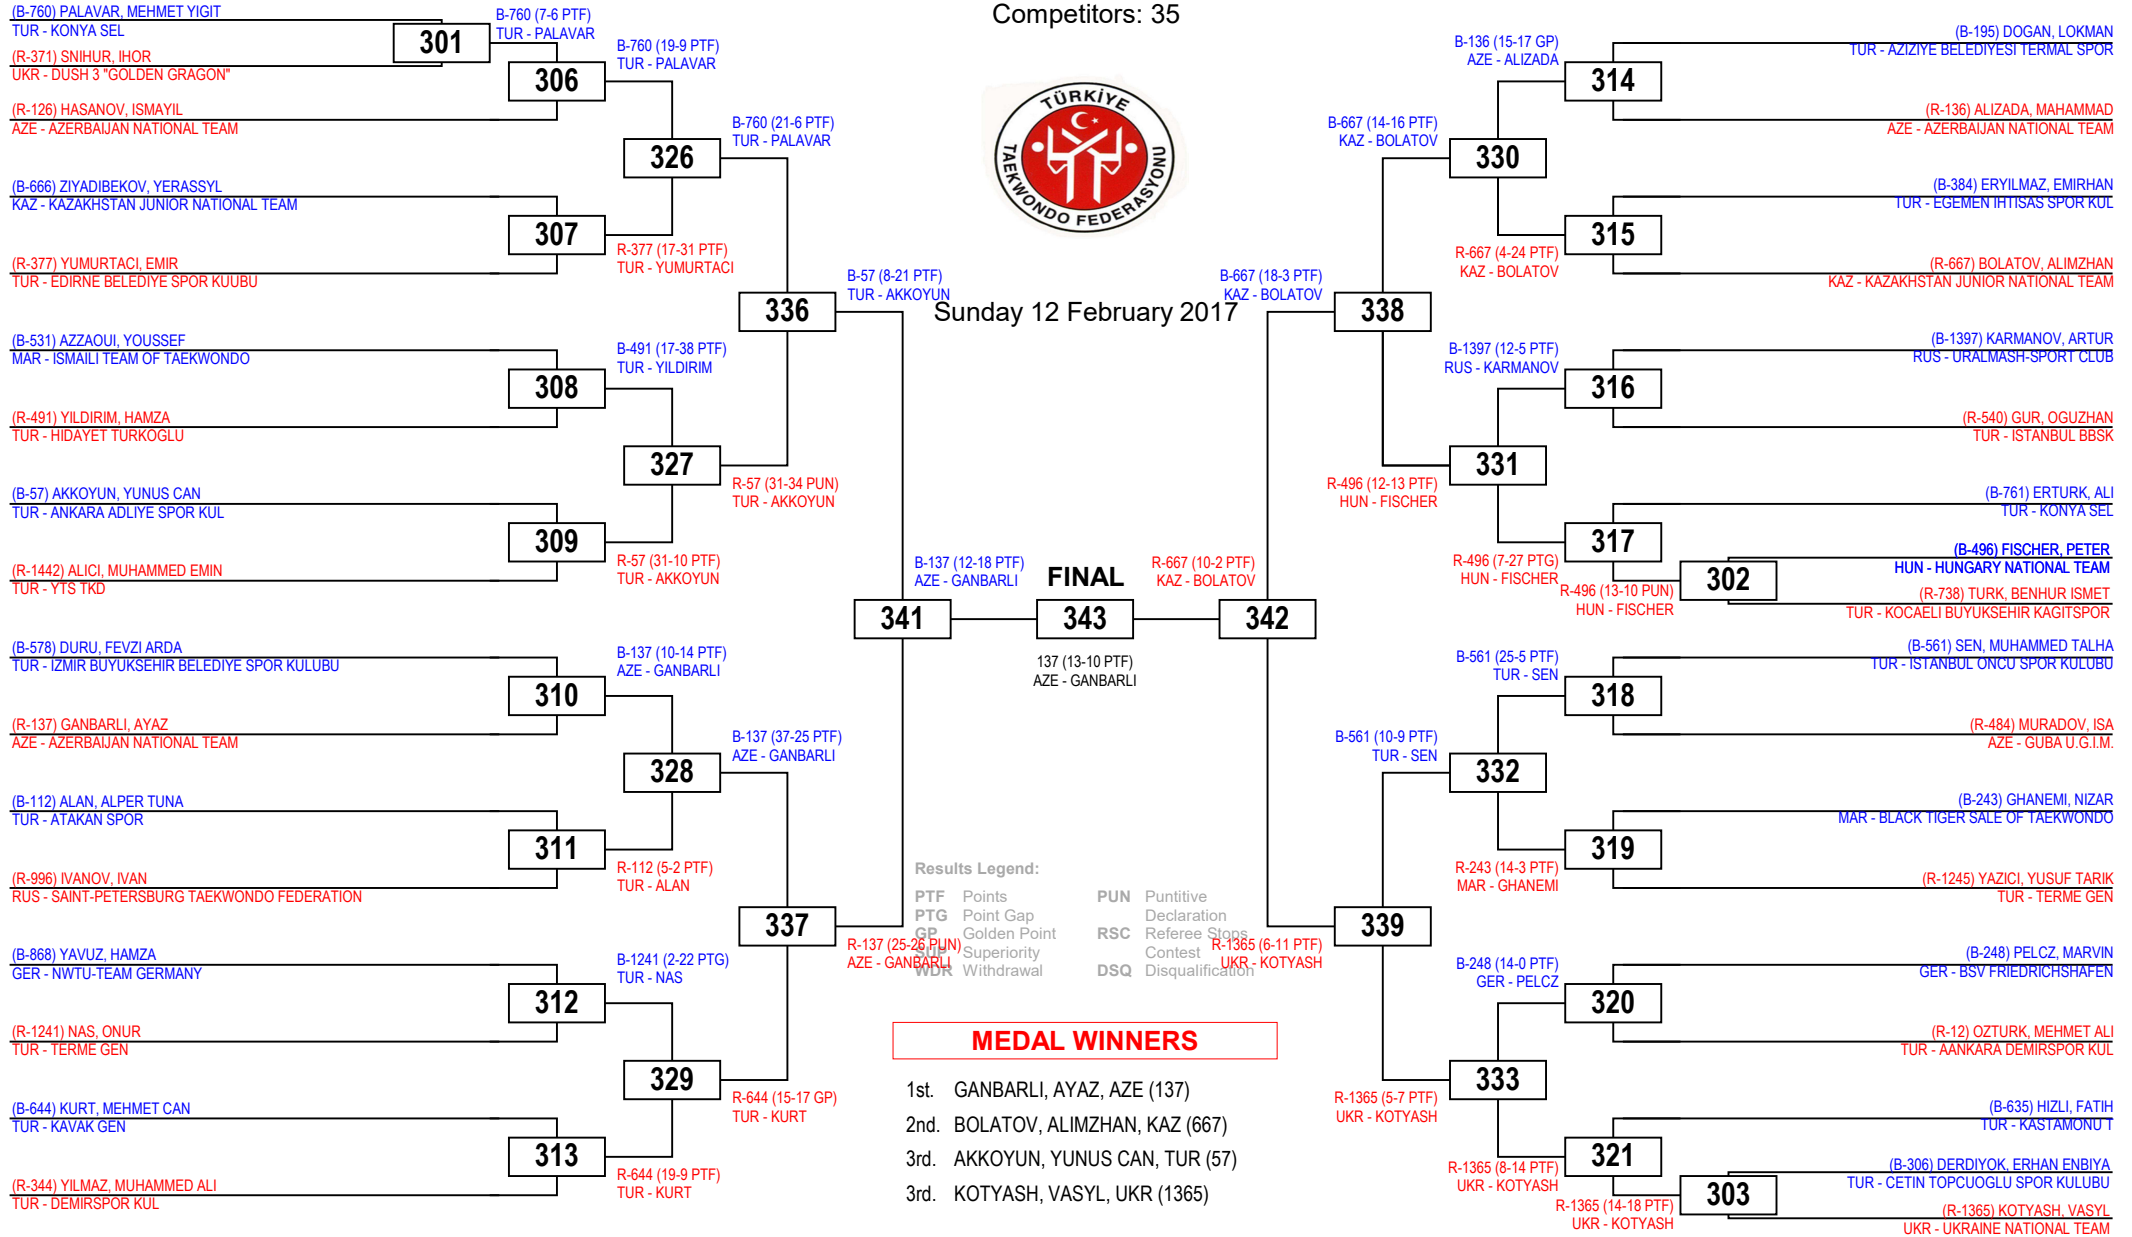 Competitors: 35
TÜRKİYE
TAEKWONDO FEDERASYONU
Sunday 12 February 2017
(B-760) PALAVAR, MEHMET YIGIT
TUR - KONYA SEL
(R-371) SNIHUR, IHOR
UKR - DUSH 3 "GOLDEN GRAGON"
(R-126) HASANOV, ISMAYIL
AZE - AZERBAIJAN NATIONAL TEAM
(B-666) ZIYADIBEKOV, YERASSYL
KAZ - KAZAKHSTAN JUNIOR NATIONAL TEAM
(R-377) YUMURTACI, EMIR
TUR - EDIRNE BELEDIYE SPOR KUUBU
(B-531) AZZAOUI, YOUSSEF
MAR - ISMAILI TEAM OF TAEKWONDO
(R-491) YILDIRIM, HAMZA
TUR - HIDAYET TURKOGLU
(B-57) AKKOYUN, YUNUS CAN
TUR - ANKARA ADLIYE SPOR KUL
(R-1442) ALICI, MUHAMMED EMIN
TUR - YTS TKD
(B-578) DURU, FEVZI ARDA
TUR - IZMIR BUYUKSEHIR BELEDIYE SPOR KULUBU
(R-137) GANBARLI, AYAZ
AZE - AZERBAIJAN NATIONAL TEAM
(B-112) ALAN, ALPER TUNA
TUR - ATAKAN SPOR
(R-996) IVANOV, IVAN
RUS - SAINT-PETERSBURG TAEKWONDO FEDERATION
(B-868) YAVUZ, HAMZA
GER - NWTU-TEAM GERMANY
(R-1241) NAS, ONUR
TUR - TERME GEN
(B-644) KURT, MEHMET CAN
TUR - KAVAK GEN
(R-344) YILMAZ, MUHAMMED ALI
TUR - DEMIRSPOR KUL
301
B-760 (7-6 PTF)
TUR - PALAVAR
306
B-760 (19-9 PTF)
TUR - PALAVAR
307
R-377 (17-31 PTF)
TUR - YUMURTACI
308
B-491 (17-38 PTF)
TUR - YILDIRIM
309
R-57 (31-10 PTF)
TUR - AKKOYUN
310
B-137 (10-14 PTF)
AZE - GANBARLI
311
R-112 (5-2 PTF)
TUR - ALAN
312
B-1241 (2-22 PTG)
TUR - NAS
313
R-644 (19-9 PTF)
TUR - KURT
326
B-760 (21-6 PTF)
TUR - PALAVAR
327
R-57 (31-34 PUN)
TUR - AKKOYUN
328
B-137 (37-25 PTF)
AZE - GANBARLI
329
R-644 (15-17 GP)
TUR - KURT
336
B-57 (8-21 PTF)
TUR - AKKOYUN
337
R-137 (25-26 PUN)
AZE - GANBARLI
341
B-137 (12-18 PTF)
AZE - GANBARLI
FINAL
343
137 (13-10 PTF)
AZE - GANBARLI
R-667 (10-2 PTF)
KAZ - BOLATOV
342
B-667 (18-3 PTF)
KAZ - BOLATOV
338
R-1365 (6-11 PTF)
UKR - KOTYASH
339
B-667 (14-16 PTF)
KAZ - BOLATOV
330
R-496 (12-13 PTF)
HUN - FISCHER
331
B-561 (10-9 PTF)
TUR - SEN
332
R-1365 (5-7 PTF)
UKR - KOTYASH
333
B-136 (15-17 GP)
AZE - ALIZADA
314
R-667 (4-24 PTF)
KAZ - BOLATOV
315
B-1397 (12-5 PTF)
RUS - KARMANOV
316
R-496 (7-27 PTG)
HUN - FISCHER
317
R-496 (13-10 PUN)
HUN - FISCHER
302
B-561 (25-5 PTF)
TUR - SEN
318
R-243 (14-3 PTF)
MAR - GHANEMI
319
B-248 (14-0 PTF)
GER - PELCZ
320
R-1365 (8-14 PTF)
UKR - KOTYASH
321
R-1365 (14-18 PTF)
UKR - KOTYASH
303
(B-195) DOGAN, LOKMAN
TUR - AZIZIYE BELEDIYESI TERMAL SPOR
(R-136) ALIZADA, MAHAMMAD
AZE - AZERBAIJAN NATIONAL TEAM
(B-384) ERYILMAZ, EMIRHAN
TUR - EGEMEN IHTISAS SPOR KUL
(R-667) BOLATOV, ALIMZHAN
KAZ - KAZAKHSTAN JUNIOR NATIONAL TEAM
(B-1397) KARMANOV, ARTUR
RUS - URALMASH-SPORT CLUB
(R-540) GUR, OGUZHAN
TUR - ISTANBUL BBSK
(B-761) ERTURK, ALI
TUR - KONYA SEL
(B-496) FISCHER, PETER
HUN - HUNGARY NATIONAL TEAM
(R-738) TURK, BENHUR ISMET
TUR - KOCAELI BUYUKSEHIR KAGITSPOR
(B-561) SEN, MUHAMMED TALHA
TUR - ISTANBUL ONCU SPOR KULUBU
(R-484) MURADOV, ISA
AZE - GUBA U.G.I.M.
(B-243) GHANEMI, NIZAR
MAR - BLACK TIGER SALE OF TAEKWONDO
(R-1245) YAZICI, YUSUF TARIK
TUR - TERME GEN
(B-248) PELCZ, MARVIN
GER - BSV FRIEDRICHSHAFEN
(R-12) OZTURK, MEHMET ALI
TUR - AANKARA DEMIRSPOR KUL
(B-635) HIZLI, FATIH
TUR - KASTAMONU T
(B-306) DERDIYOK, ERHAN ENBIYA
TUR - CETIN TOPCUOGLU SPOR KULUBU
(R-1365) KOTYASH, VASYL
UKR - UKRAINE NATIONAL TEAM
Results Legend:
PTF Points
PTG Point Gap
GP Golden Point
SUP Superiority
WDR Withdrawal
PUN Puntitive
Declaration
RSC Referee Stops
Contest
DSQ Disqualification
MEDAL WINNERS
1st. GANBARLI, AYAZ, AZE (137)
2nd. BOLATOV, ALIMZHAN, KAZ (667)
3rd. AKKOYUN, YUNUS CAN, TUR (57)
3rd. KOTYASH, VASYL, UKR (1365)